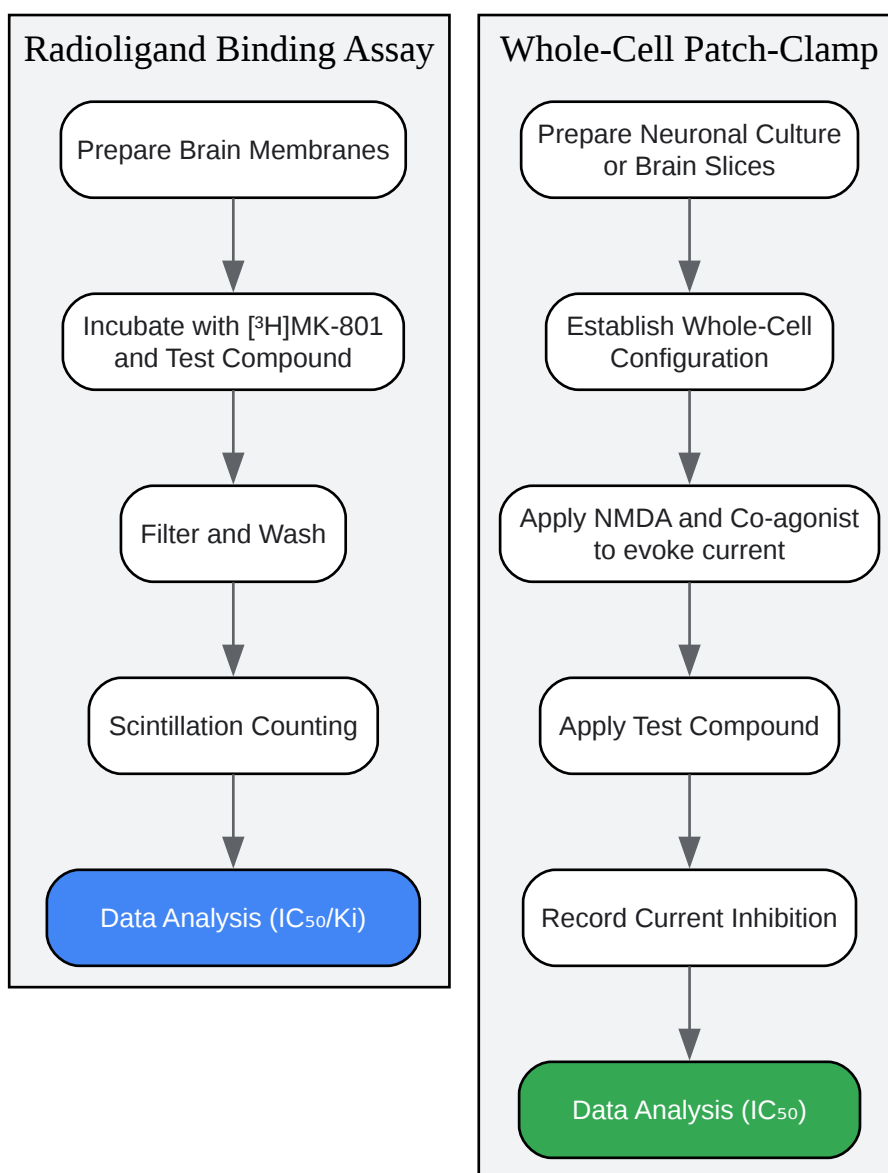 Radioligand Binding Assay
Prepare Brain Membranes
Incubate with [³H]MK-801
and Test Compound
Filter and Wash
Scintillation Counting
Data Analysis (IC₅₀/Ki)
Whole-Cell Patch-Clamp
Prepare Neuronal Culture
or Brain Slices
Establish Whole-Cell
Configuration
Apply NMDA and Co-agonist
to evoke current
Apply Test Compound
Record Current Inhibition
Data Analysis (IC₅₀)